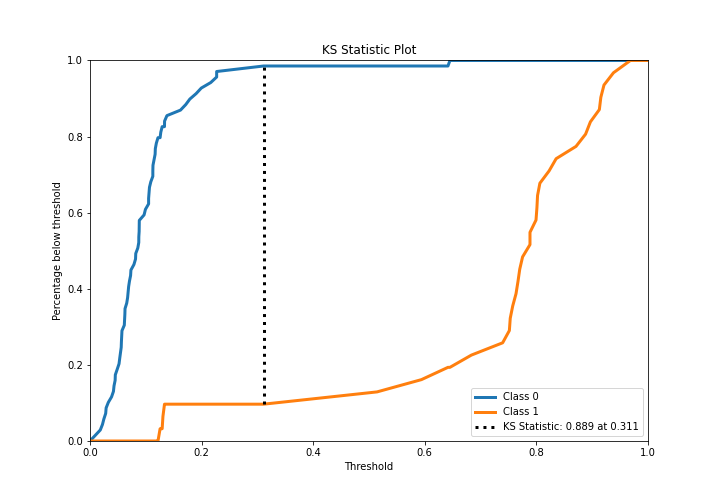 KS Statistic Plot
Percentage below threshold
1.0
0.8
0.6
0.4
0.2
0.0
0.0 0.2 0.4 0.6 0.8 1.0
Threshold
Class 0
Class 1
KS Statistic: 0.889 at 0.311